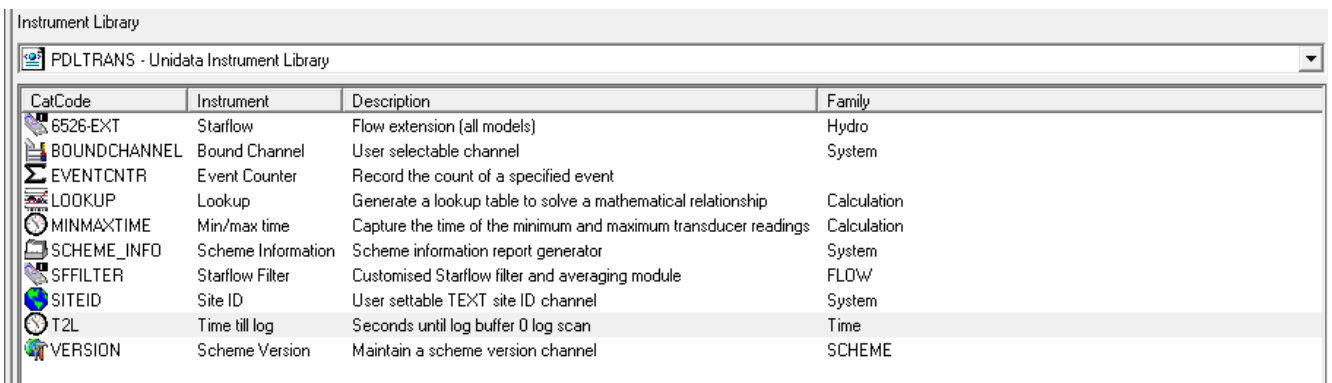 Instrument Library
PDLTRANS - Unidata Instrument Library
CatCode Instrument Description Family
6526-EXT Starflow Flow extension (all models) Hydro
BOUNDCHANNEL Bound Channel User selectable channel System
EVENTCNTR Event Counter Record the count of a specified event
LOOKUP Lookup Generate a lookup table to solve a mathematical relationship Calculation
MINMAXTIME Min/max time Capture the time of the minimum and maximum transducer readings Calculation
SCHEME_INFO Scheme Information Scheme information report generator System
SFFILTER Starflow Filter Customised Starflow filter and averaging module FLOW
SITEID Site ID User settable TEXT site ID channel System
T2L Time till log Seconds until log buffer 0 log scan Time
VERSION Scheme Version Maintain a scheme version channel SCHEME